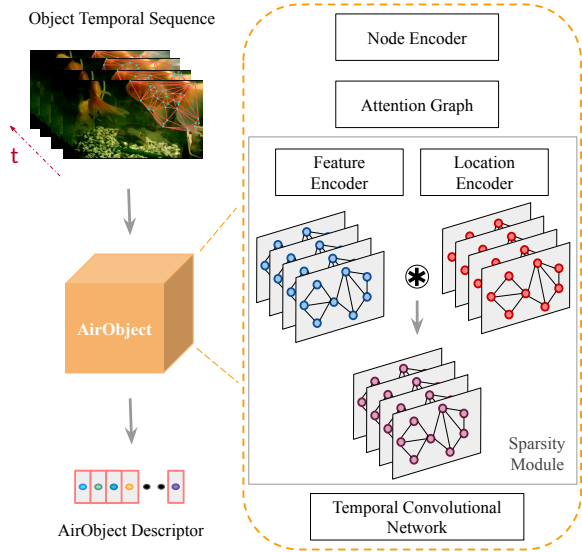 Object Temporal Sequence
t
AirObject
AirObject Descriptor
Node Encoder
Attention Graph
Feature
Encoder
Location
Encoder
Sparsity
Module
Temporal Convolutional
Network